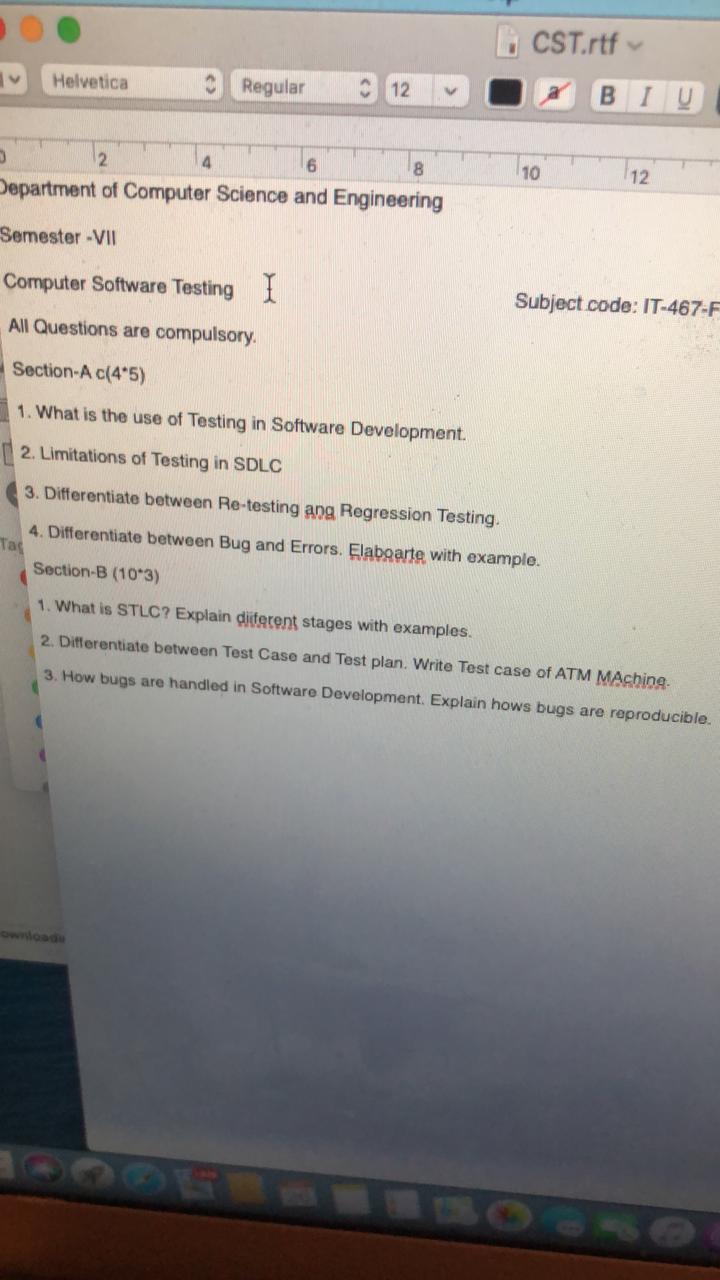 CST.rtf
Helvetica
Regular
12
B I U
2 4 6 8 10 12
Department of Computer Science and Engineering
Semester -VII
Computer Software Testing
Subject code: IT-467-F
All Questions are compulsory.
Section-A c(4*5)
1. What is the use of Testing in Software Development.
2. Limitations of Testing in SDLC
3. Differentiate between Re-testing ang Regression Testing.
4. Differentiate between Bug and Errors. Elaboarte with example.
Tag
Section-B (10*3)
1. What is STLC? Explain diiferent stages with examples.
2. Differentiate between Test Case and Test plan. Write Test case of ATM MAchine.
3. How bugs are handled in Software Development. Explain hows bugs are reproducible.